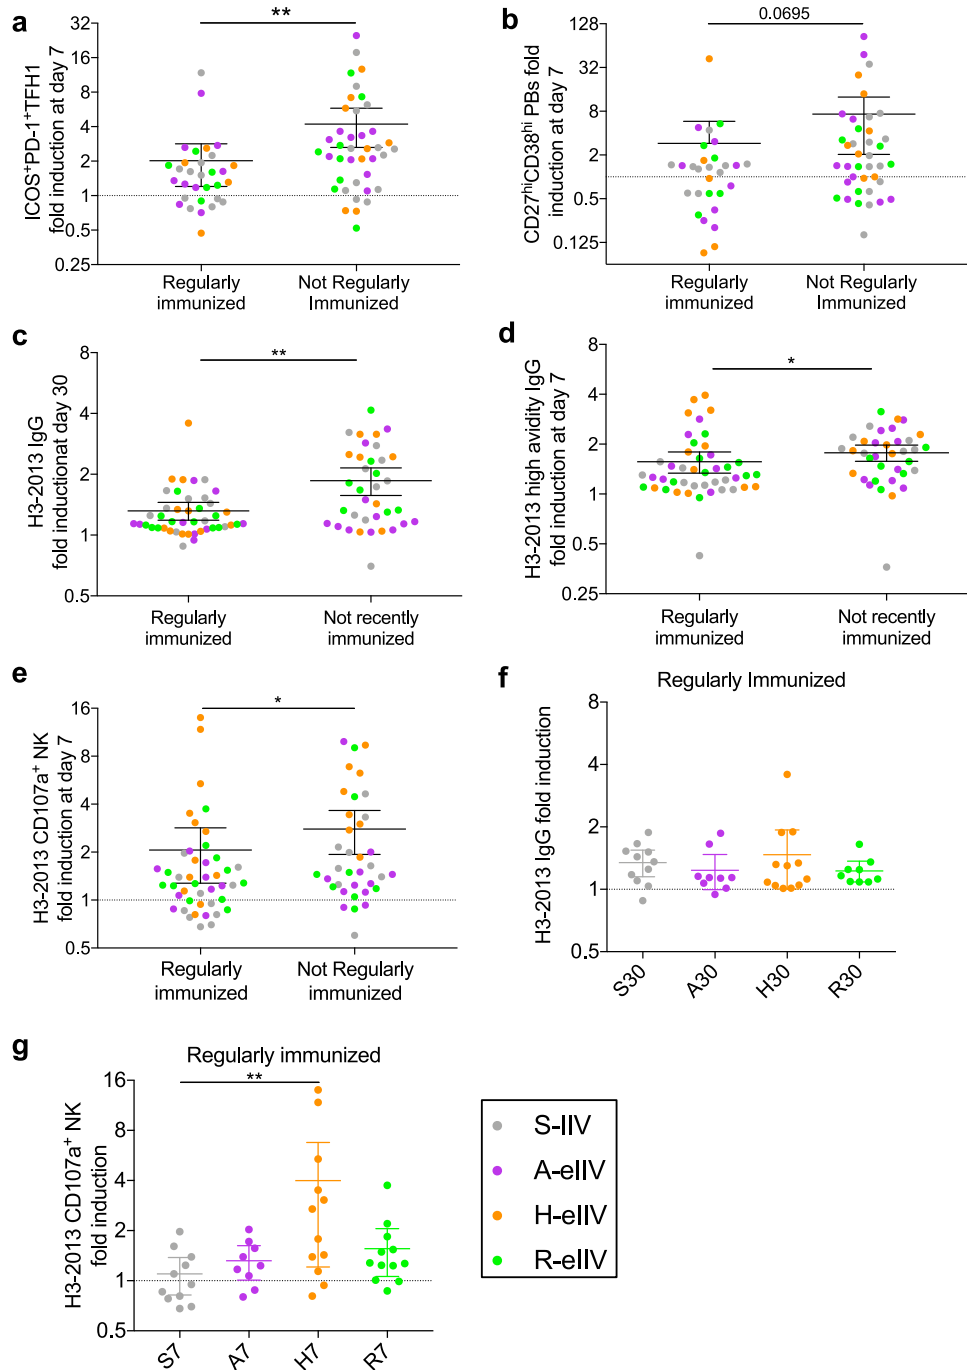 a
**
32
16
8
4
2
1
0.5
0.25
ICOS⁺PD-1⁺TFH1
fold induction at day 7
Regularly
immunized
Not Regularly
Immunized
b
0.0695
128
32
8
2
0.5
0.125
CD27ʰⁱCD38ʰⁱ PBs fold
induction at day 7
Regularly
immunized
Not Regularly
Immunized
c
**
8
4
2
1
0.5
H3-2013 IgG
fold inductionat day 30
Regularly
immunized
Not recently
immunized
d
*
8
4
2
1
0.5
0.25
H3-2013 high avidity IgG
fold induction at day 7
Regularly
immunized
Not recently
immunized
e
*
16
8
4
2
1
0.5
H3-2013 CD107a⁺ NK
fold induction at day 7
Regularly
immunized
Not Regularly
immunized
f
Regularly Immunized
8
4
2
1
0.5
H3-2013 IgG fold induction
S30
A30
H30
R30
g
Regularly immunized
**
16
8
4
2
1
0.5
H3-2013 CD107a⁺ NK
fold induction
S7
A7
H7
R7
S-IIV
A-eIIV
H-eIIV
R-eIIV